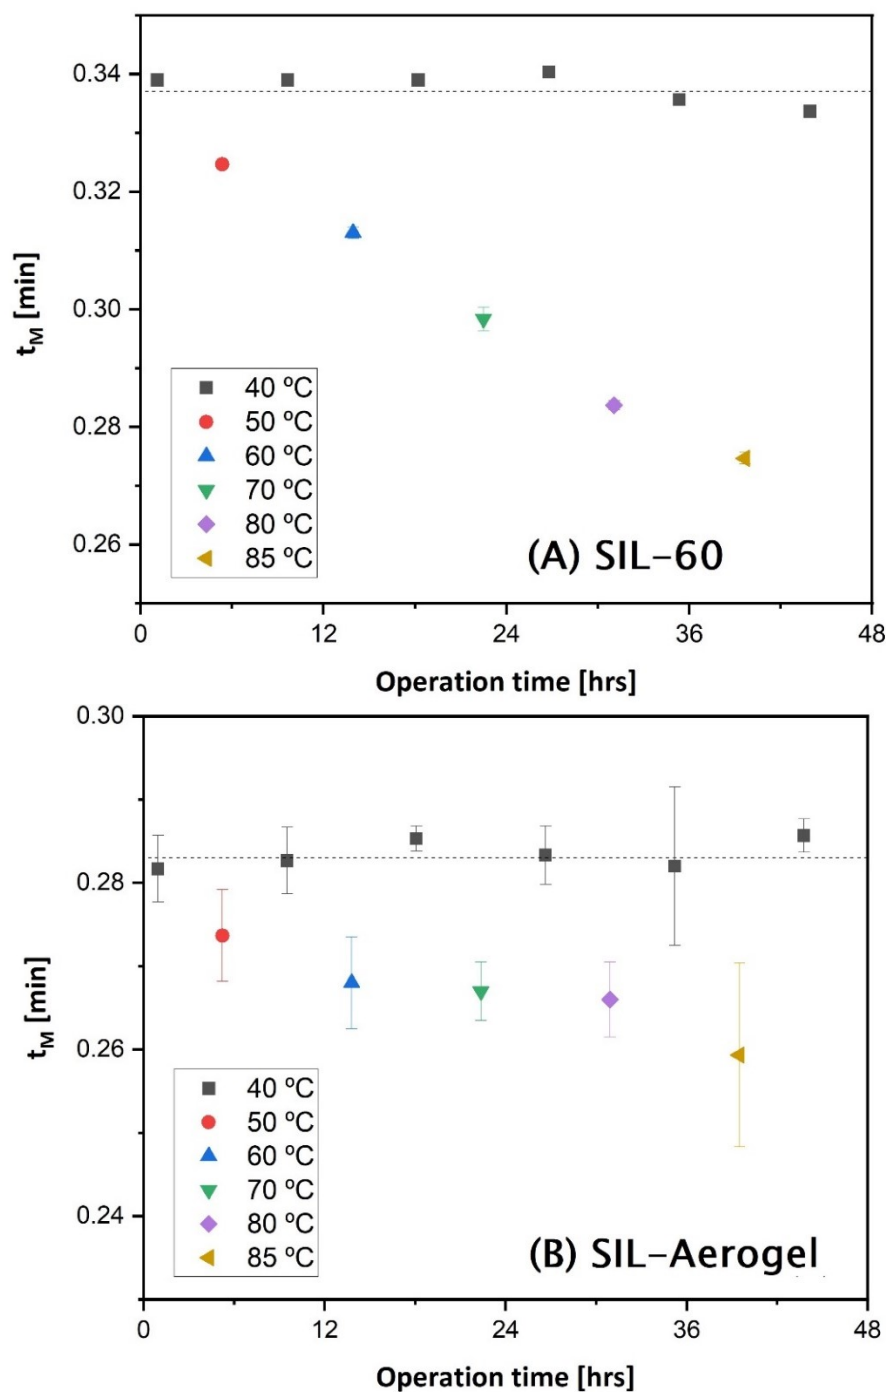 0.34
0.32
0.30
0.28
0.26
tM [min]
40 ºC
50 ºC
60 ºC
70 ºC
80 ºC
85 ºC
(A) SIL-60
0 12 24 36 48
Operation time [hrs]
0.30
0.28
0.26
0.24
tM [min]
40 ºC
50 ºC
60 ºC
70 ºC
80 ºC
85 ºC
(B) SIL-Aerogel
0 12 24 36 48
Operation time [hrs]